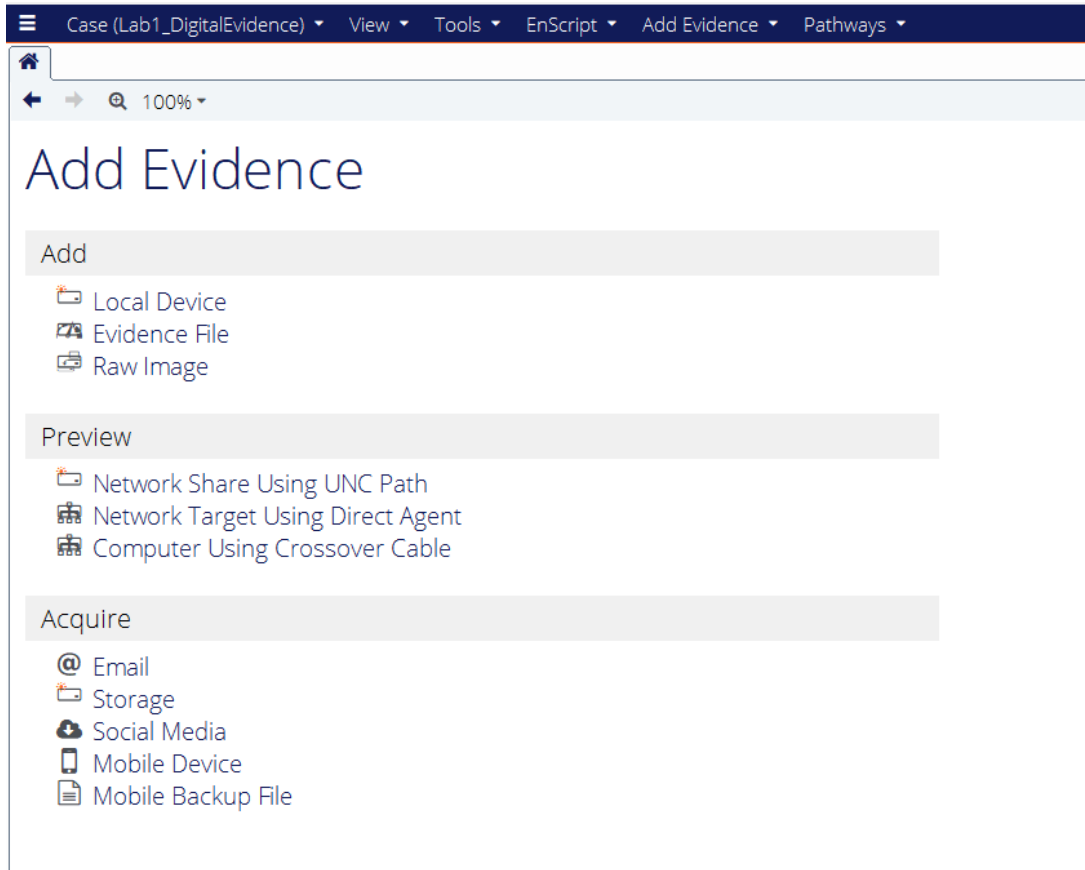 Case (Lab1_DigitalEvidence) View Tools EnScript Add Evidence Pathways
100%
Add Evidence
Add
Local Device
Evidence File
Raw Image
Preview
Network Share Using UNC Path
Network Target Using Direct Agent
Computer Using Crossover Cable
Acquire
Email
Storage
Social Media
Mobile Device
Mobile Backup File